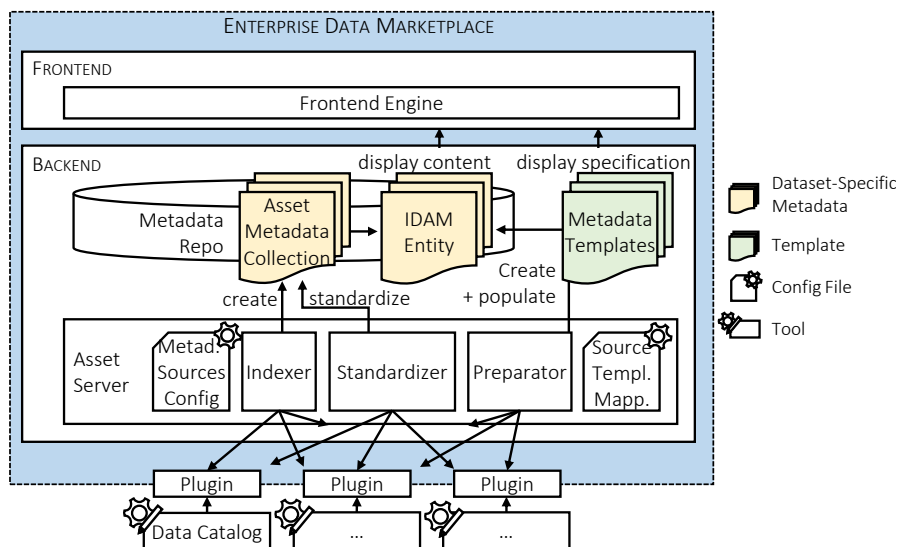 ENTERPRISE DATA MARKETPLACE
FRONTEND
Frontend Engine
BACKEND
display content
display specification
Metadata
Repo
Asset
Metadata
Collection
IDAM
Entity
Metadata
Templates
create
standardize
Create
+ populate
Asset
Server
Metad.
Sources
Config
Indexer
Standardizer
Preparator
Source
Templ.
Mapp.
Plugin
Plugin
Plugin
Data Catalog
...
...
Dataset-Specific
Metadata
Template
Config File
Tool